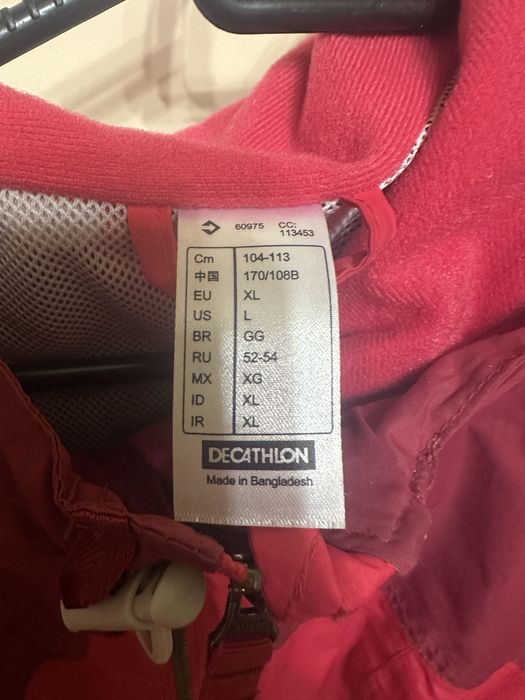 60975 CC:
113453
Cm 104-113
中国 170/108B
EU XL
US L
BR GG
RU 52-54
MX XG
ID XL
IR XL
DECATHLON
Made in Bangladesh